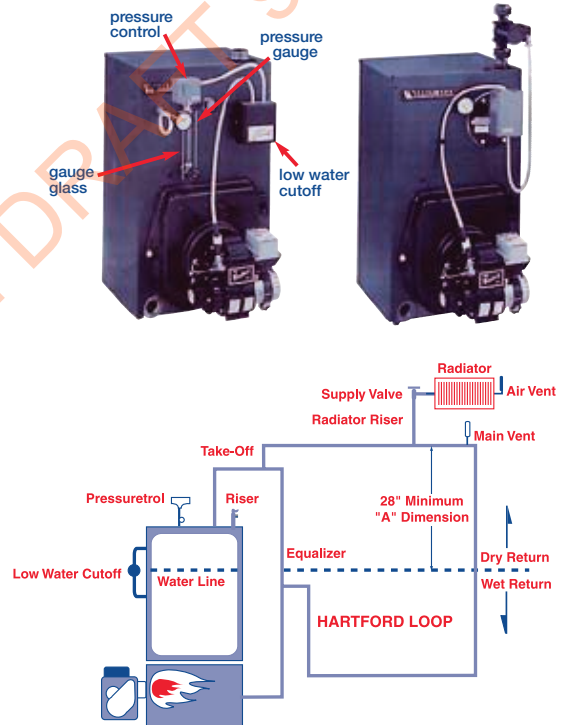 DRAFT
pressure
control
pressure
gauge
gauge
glass
low water
cutoff
Radiator
Supply Valve
Air Vent
Radiator Riser
Main Vent
Take-Off
Pressuretrol
Riser
28" Minimum
"A" Dimension
Equalizer
Dry Return
Low Water Cutoff
Water Line
Wet Return
HARTFORD LOOP